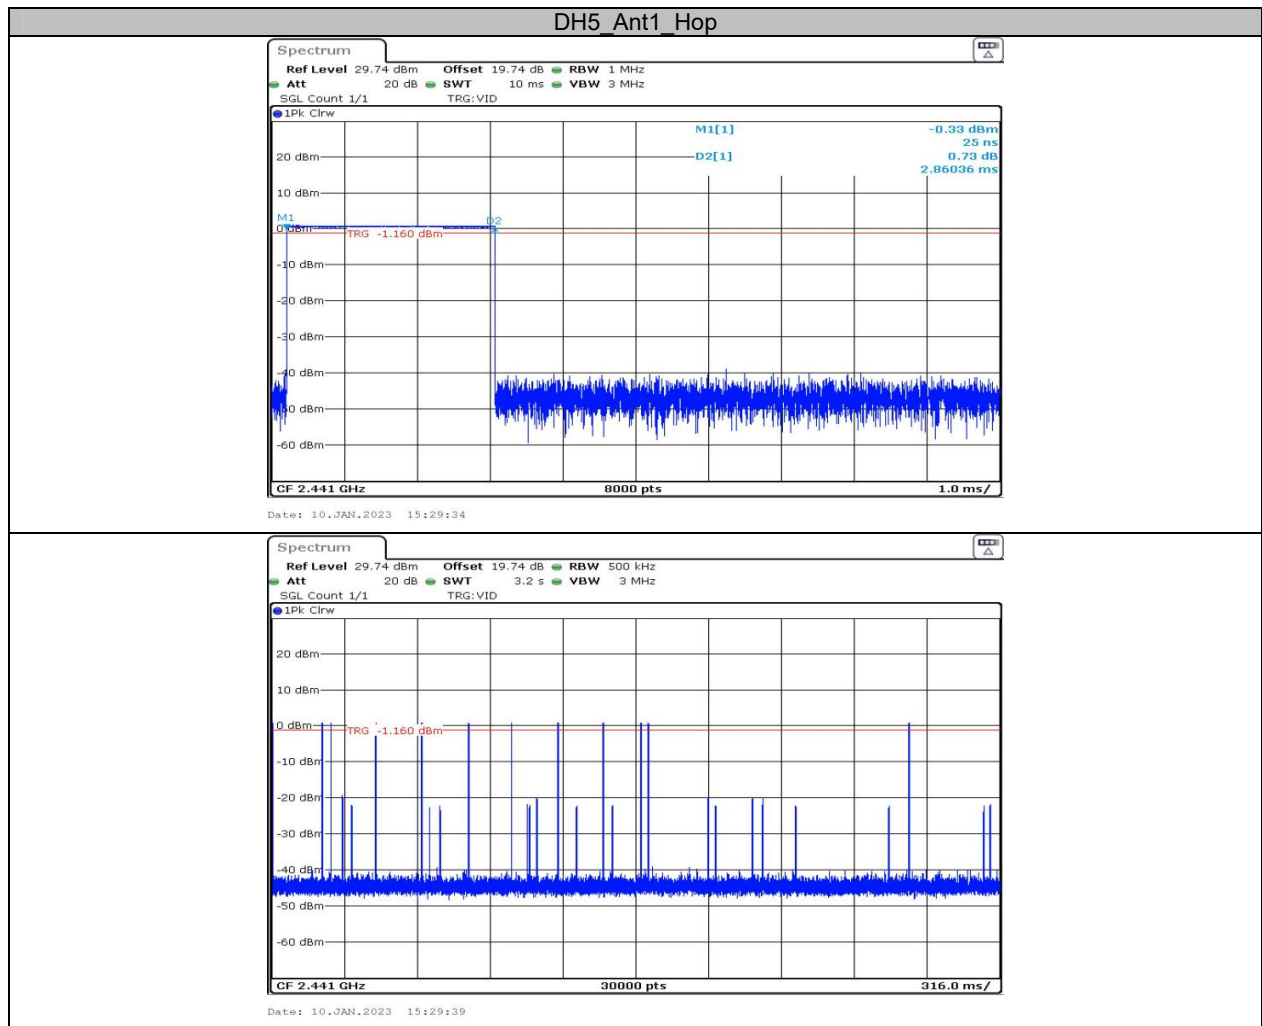 DH5_Ant1_Hop
Spectrum
Ref Level 29.74 dBm Offset 19.74 dB RBW 1 MHz
Att 20 dB SWT 10 ms VBW 3 MHz
SGL Count 1/1 TRG:VID
1Pk Clrw
M1[1] -0.33 dBm
25 ns
D2[1] 0.73 dB
2.86036 ms
20 dBm
10 dBm
M1 D2
0 dBm
TRG -1.160 dBm
-10 dBm
-20 dBm
-30 dBm
-40 dBm
-50 dBm
-60 dBm
CF 2.441 GHz 8000 pts 1.0 ms/
Date: 10.JAN.2023 15:29:34
Spectrum
Ref Level 29.74 dBm Offset 19.74 dB RBW 500 kHz
Att 20 dB SWT 3.2 s VBW 3 MHz
SGL Count 1/1 TRG:VID
1Pk Clrw
20 dBm
10 dBm
0 dBm
TRG -1.160 dBm
-10 dBm
-20 dBm
-30 dBm
-40 dBm
-50 dBm
-60 dBm
CF 2.441 GHz 30000 pts 316.0 ms/
Date: 10.JAN.2023 15:29:39